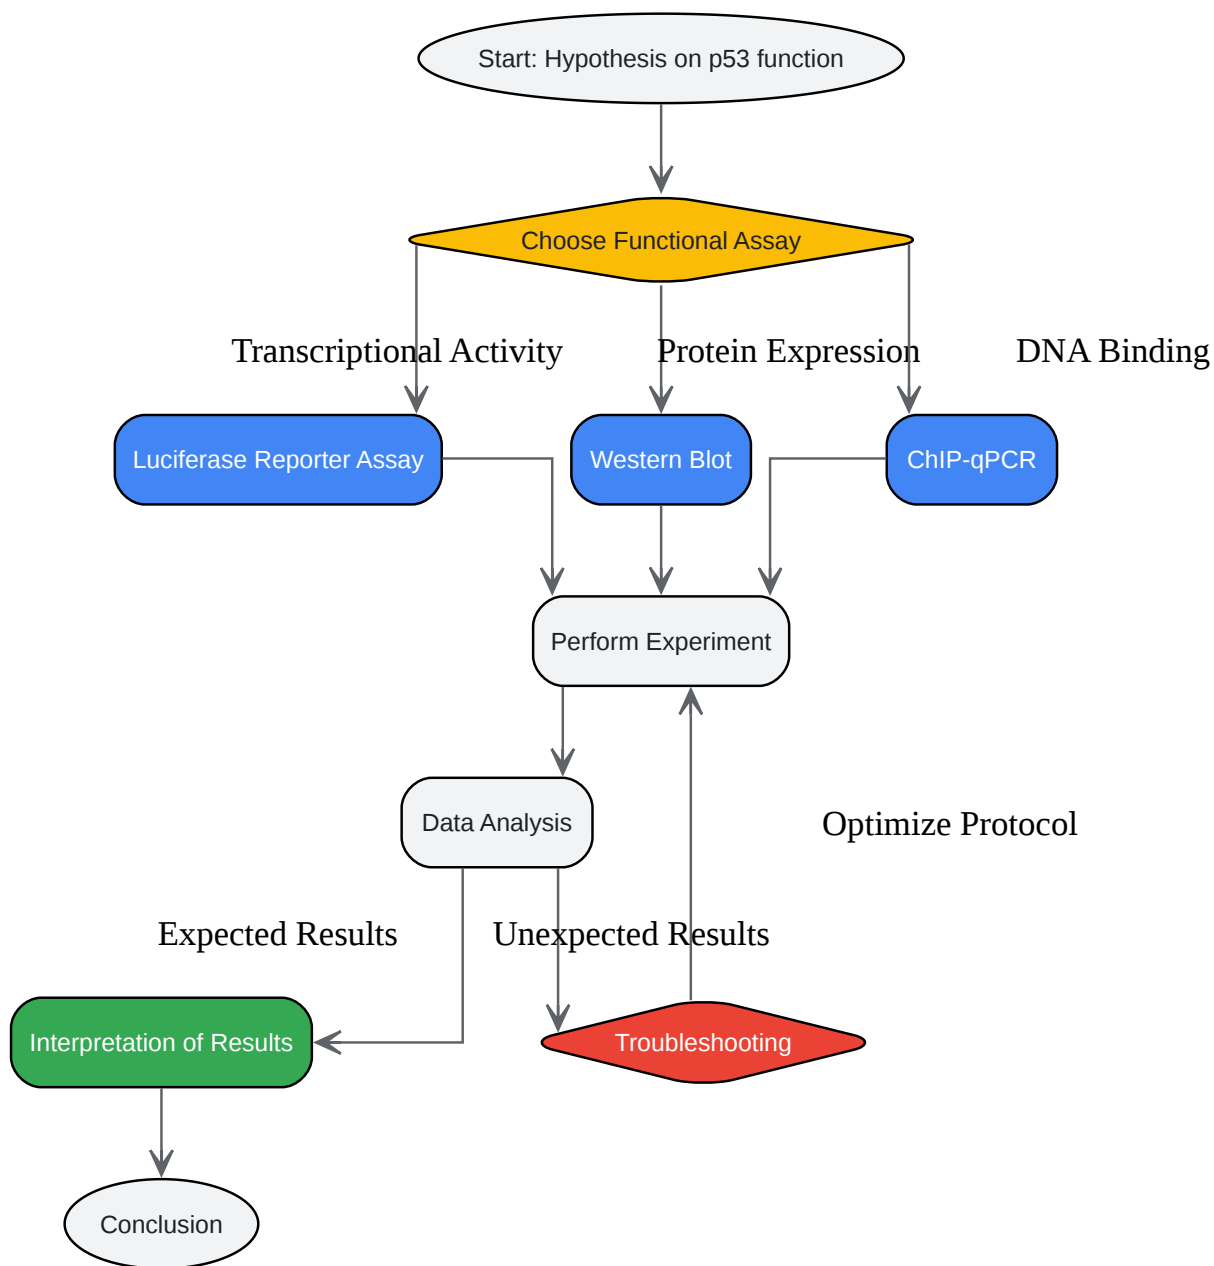 Start: Hypothesis on p53 function
Choose Functional Assay
Transcriptional Activity
Protein Expression
DNA Binding
Luciferase Reporter Assay
Western Blot
ChIP-qPCR
Perform Experiment
Data Analysis
Optimize Protocol
Expected Results
Unexpected Results
Interpretation of Results
Troubleshooting
Conclusion